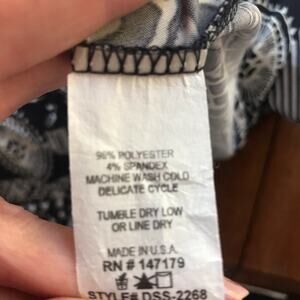 96% POLYESTER
4% SPANDEX
MACHINE WASH COLD
DELICATE CYCLE
TUMBLE DRY LOW
OR LINE DRY
MADE IN U.S.A.
RN # 147179
STYLE# DSS-2268